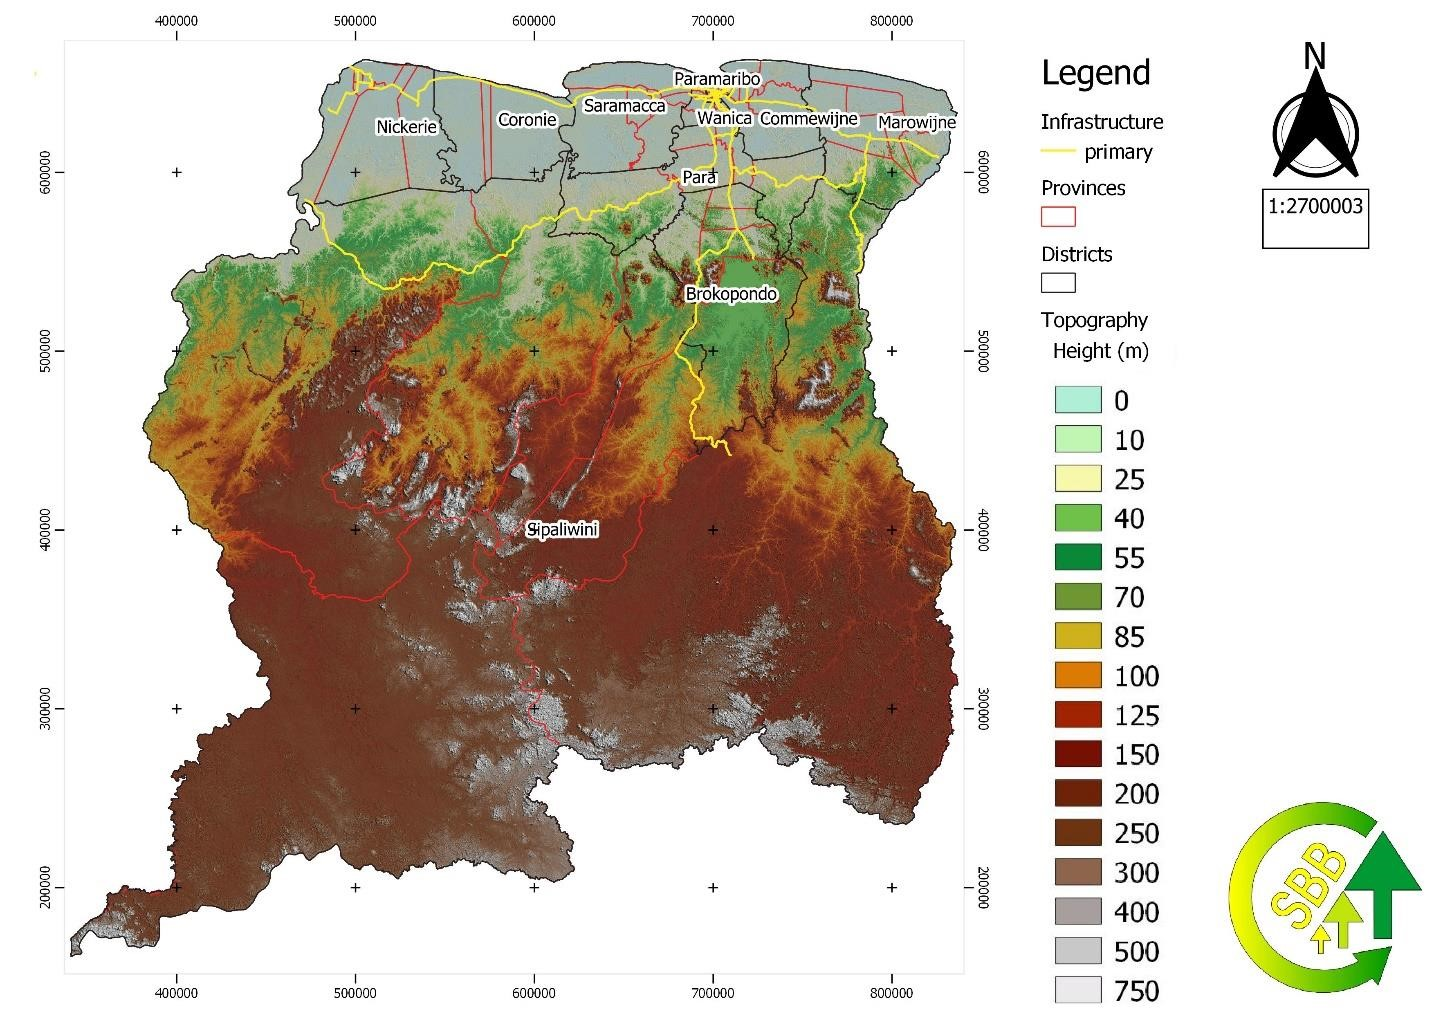 400000
500000
600000
700000
800000
Paramaribo
Saramacca
Coronie
Wanica
Commewijne
Marowijne
Nickerie
Para
Brokopondo
Sipaliwini
600000
500000
400000
300000
200000
600000
500000
400000
300000
200000
400000
500000
600000
700000
800000
Legend
Infrastructure
primary
Provinces
Districts
Topography
Height (m)
0
10
25
40
55
70
85
100
125
150
200
250
300
400
500
750
N
1:2700003
SBB